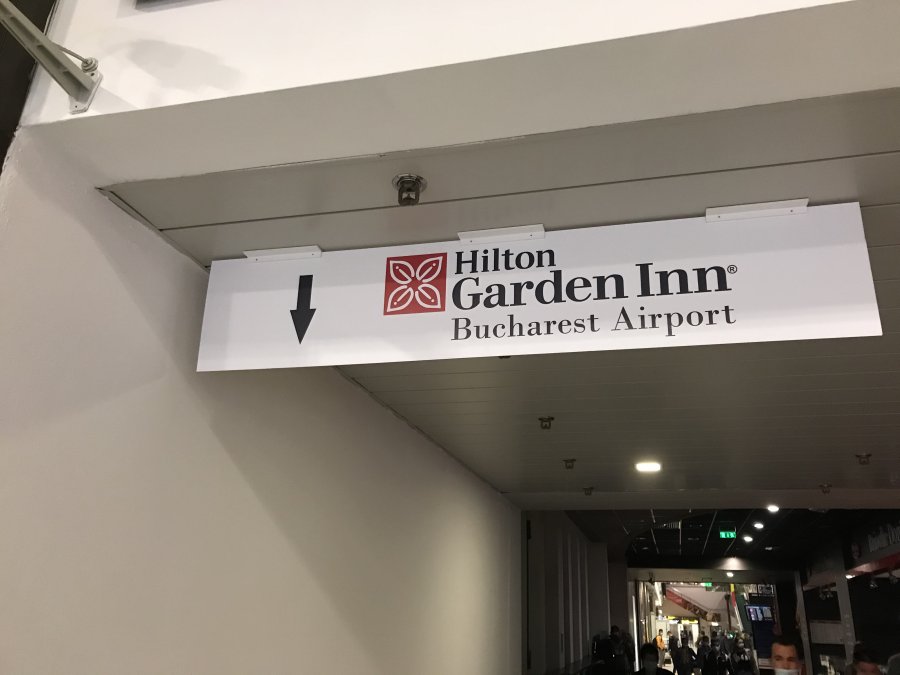 Hilton
Garden Inn®
Bucharest Airport